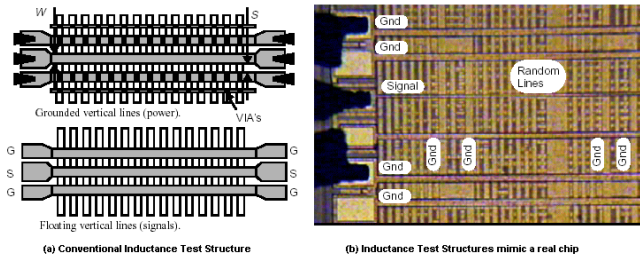 W
S
VIA's
Grounded vertical lines (power).
G
G
S
S
G
G
Floating vertical lines (signals).
(a) Conventional Inductance Test Structure
Gnd
Gnd
Signal
Random
Lines
Gnd
Gnd
Gnd
Gnd
Gnd
Gnd
(b) Inductance Test Structures mimic a real chip